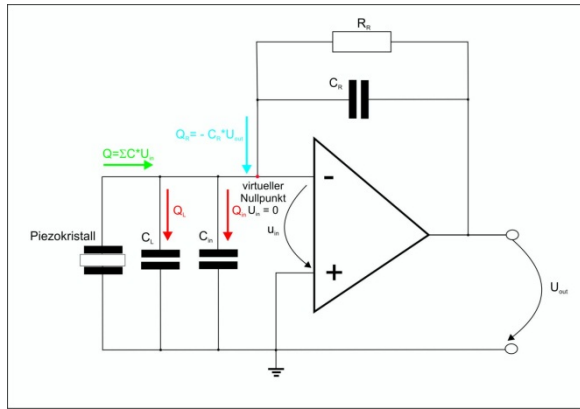 R_R
C_R
Q_R = - C_R*U_out
Q=ΣC*U_in
virtueller
Nullpunkt
U_in = 0
-
Q_L
Q_in
Piezokristall
C_L
C_in
u_in
+
U_out